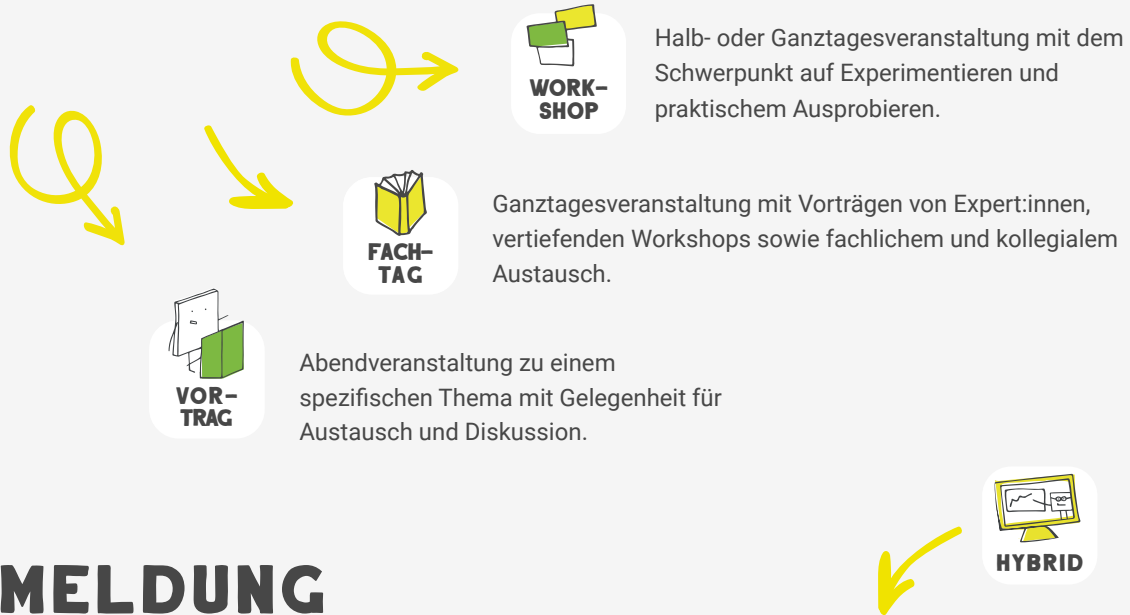 WORK-
SHOP
Halb- oder Ganztagesveranstaltung mit dem
Schwerpunkt auf Experimentieren und
praktischem Ausprobieren.
FACH-
TAG
Ganztagesveranstaltung mit Vorträgen von Expert:innen,
vertiefenden Workshops sowie fachlichem und kollegialem
Austausch.
VOR-
TRAG
Abendveranstaltung zu einem
spezifischen Thema mit Gelegenheit für
Austausch und Diskussion.
HYBRID
MELDUNG